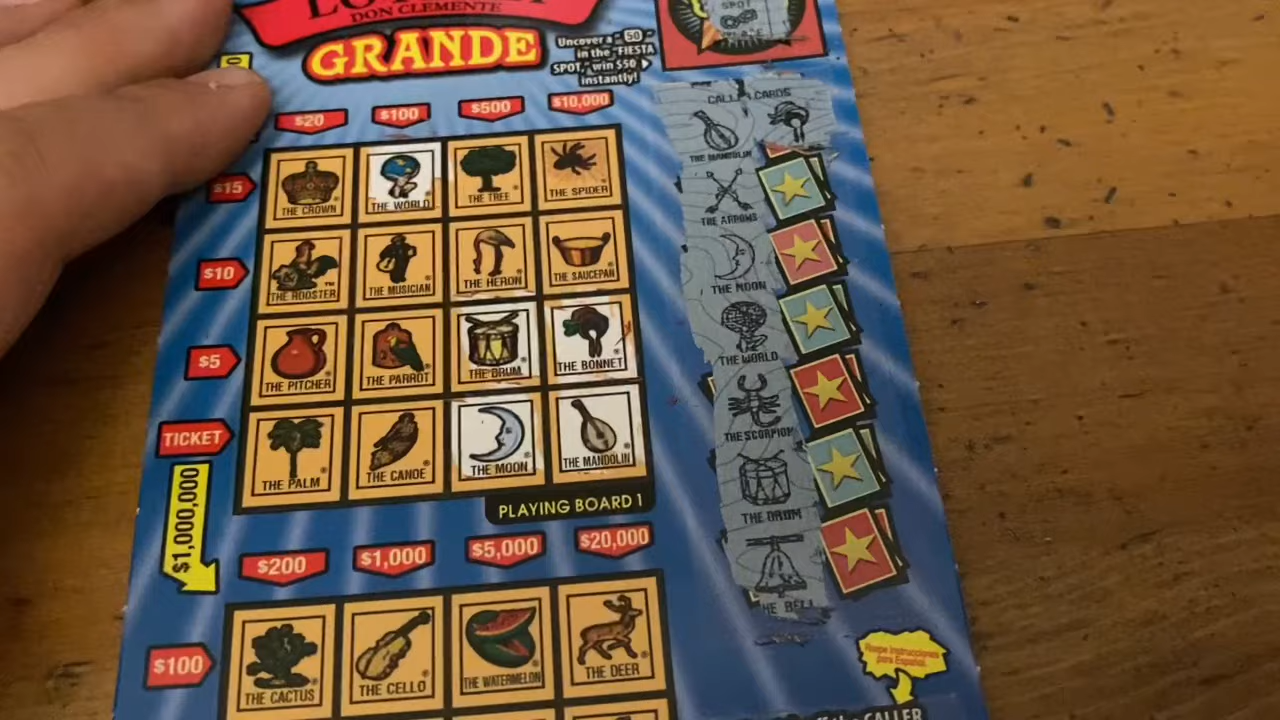 DON CLEMENTE
GRANDE
Uncover a "50"
in the "FIESTA
SPOT," win $50
instantly!
SPOT
CALLER CARDS
$20
$100
$500
$10,000
THE MANDOLIN
$15
THE CROWN
THE WORLD
THE TREE
THE SPIDER
THE ARROWS
$10
THE ROOSTER
THE MUSICIAN
THE HERON
THE SAUCEPAN
THE MOON
$5
THE PITCHER
THE PARROT
THE DRUM
THE BONNET
THE WORLD
TICKET
THE PALM
THE CANOE
THE MOON
THE MANDOLIN
THE SCORPION
PLAYING BOARD 1
THE DRUM
$1,000,000
$200
$1,000
$5,000
$20,000
THE BELL
$100
THE CACTUS
THE CELLO
THE WATERMELON
THE DEER
para Español.
CALLER